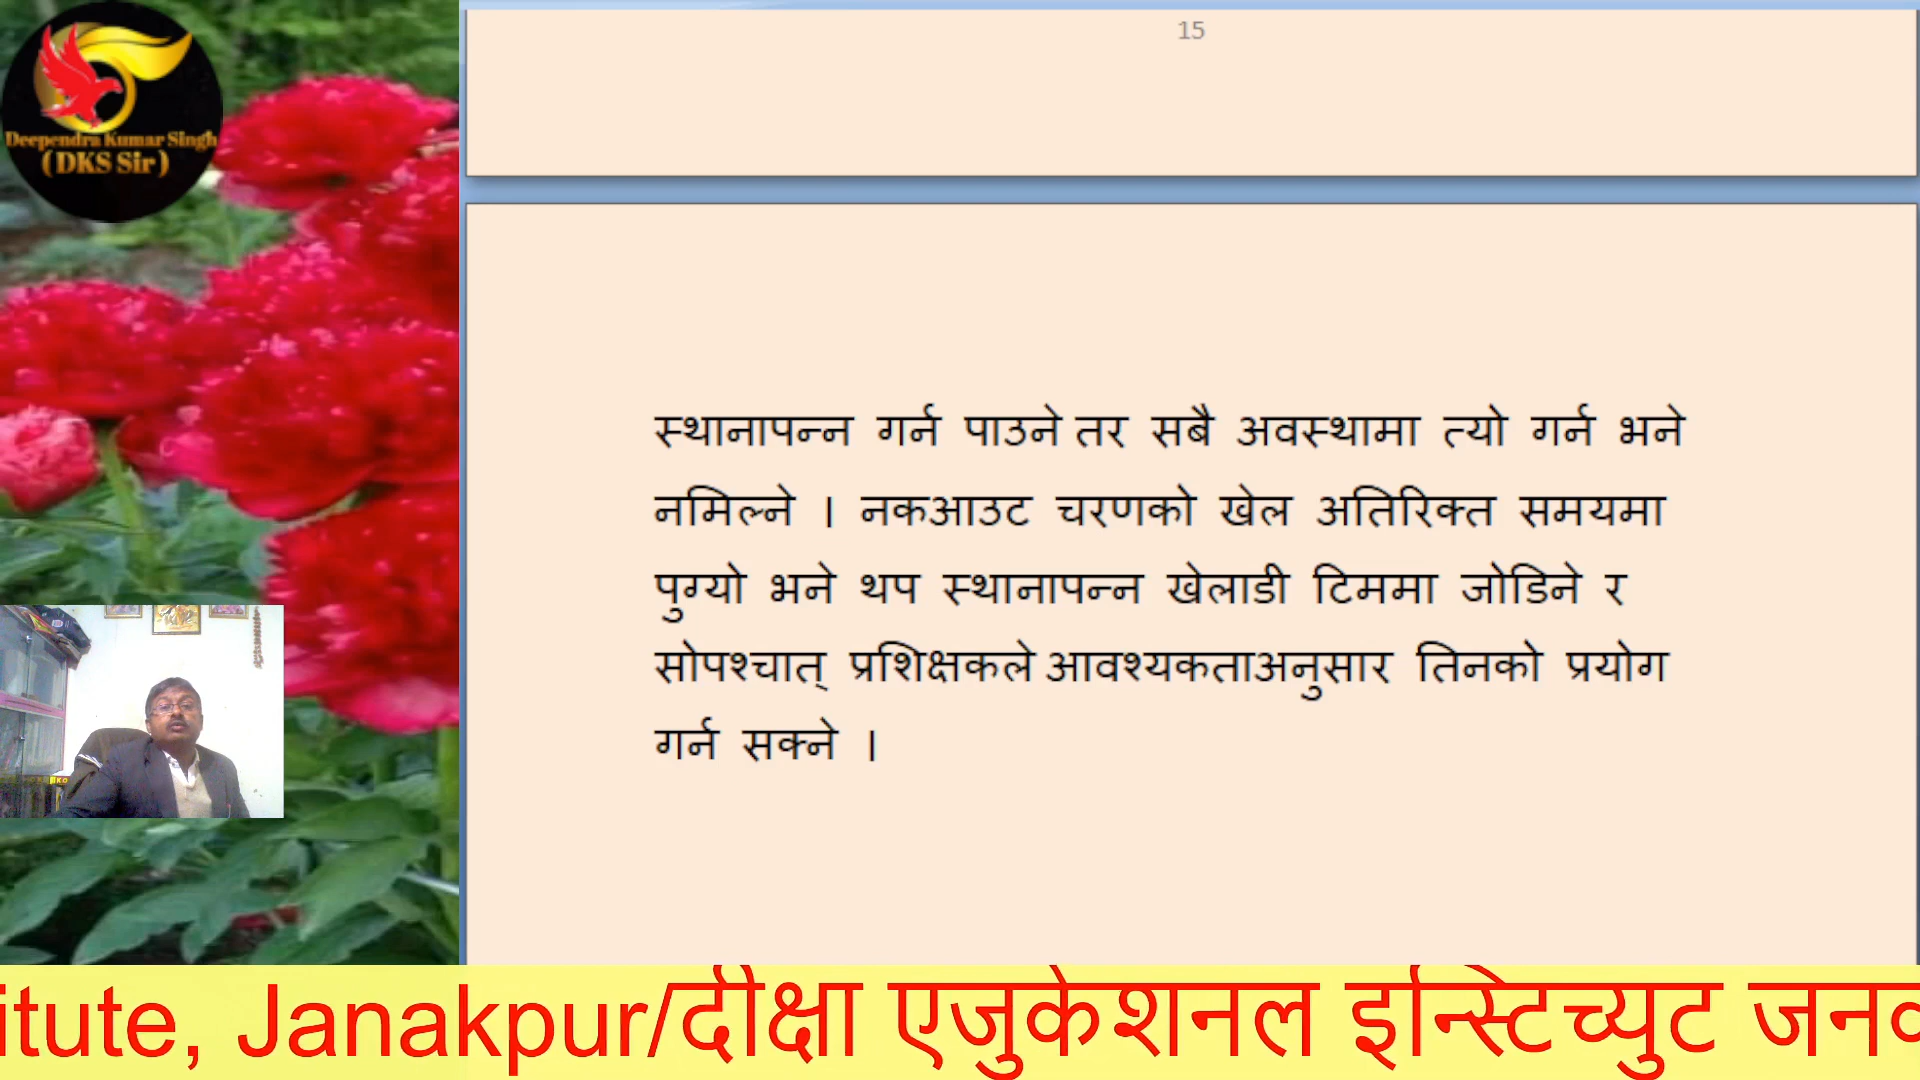 Deependra Kumar Singh
(DKS Sir)
15
स्थानापन्न गर्न पाउने तर सबै अवस्थामा त्यो गर्न भने
नमिल्ने । नकआउट चरणको खेल अतिरिक्त समयमा
पुग्यो भने थप स्थानापन्न खेलाडी टिममा जोडिने र
सोपश्चात् प्रशिक्षकले आवश्यकताअनुसार तिनको प्रयोग
गर्न सक्ने ।
itute, Janakpur/दीक्षा एजुकेशनल इन्स्टिच्युट जनक